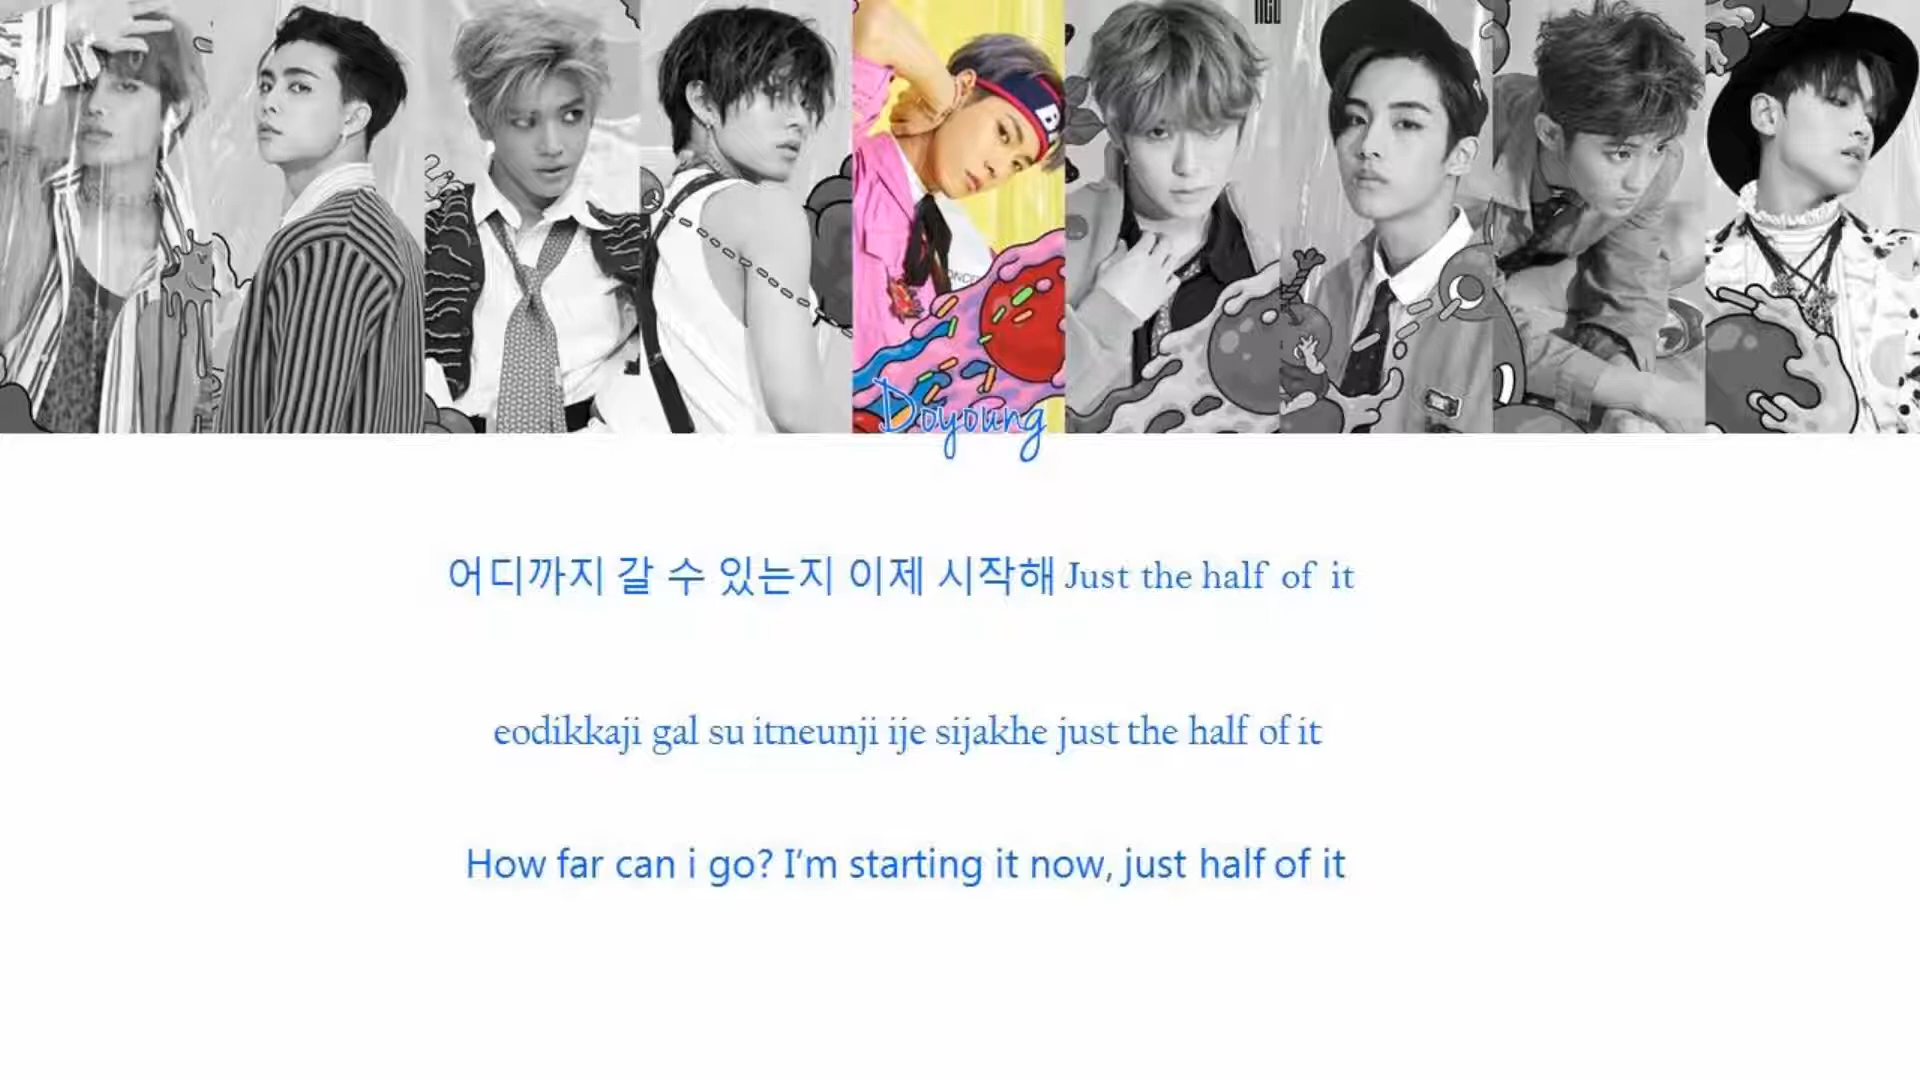 Doyoung
어디까지 갈 수 있는지 이제 시작해 Just the half of it
eodikkaji gal su itneunji ije sijakhe just the half of it
How far can i go? I'm starting it now, just half of it